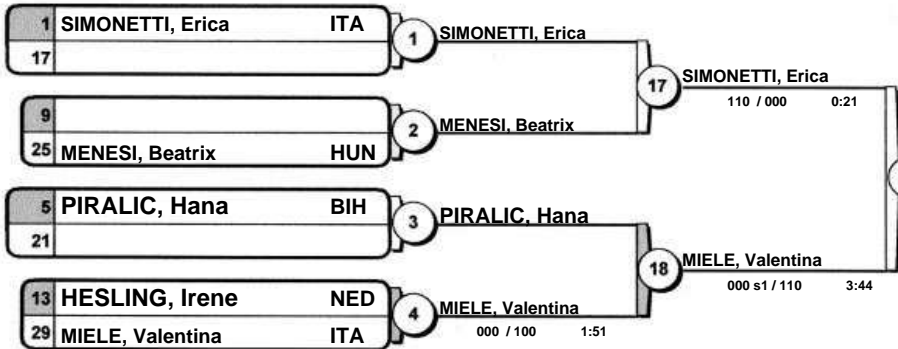 1 SIMONETTI, Erica ITA
17
1
SIMONETTI, Erica
17
SIMONETTI, Erica
110 / 000 0:21
9
25 MENESI, Beatrix HUN
2
MENESI, Beatrix
5 PIRALIC, Hana BIH
21
3
PIRALIC, Hana
18
MIELE, Valentina
000 s1 / 110 3:44
13 HESLING, Irene NED
29 MIELE, Valentina ITA
4
MIELE, Valentina
000 / 100 1:51